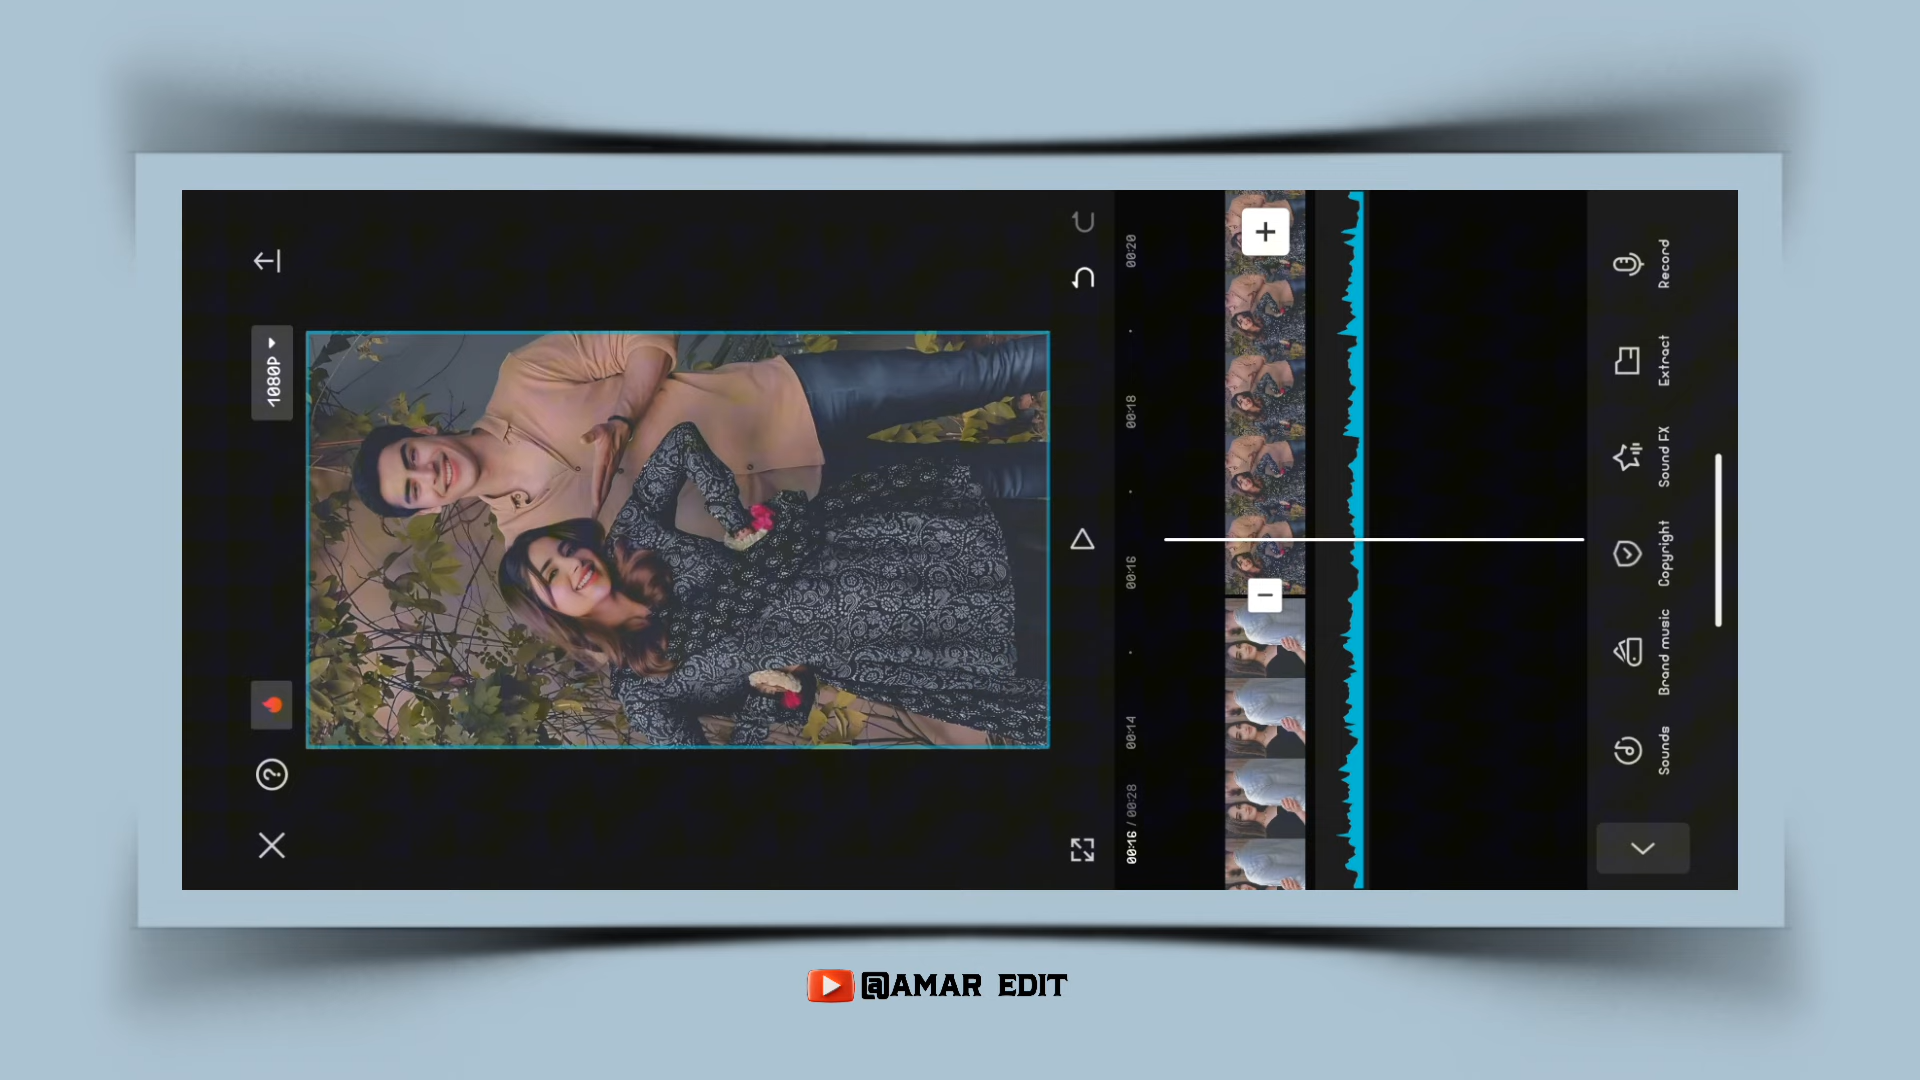 1080P
00:16 / 00:28
00:14
00:16
00:18
00:20
Sounds
Brand music
Copyright
Sound FX
Extract
Record
@AMAR EDIT